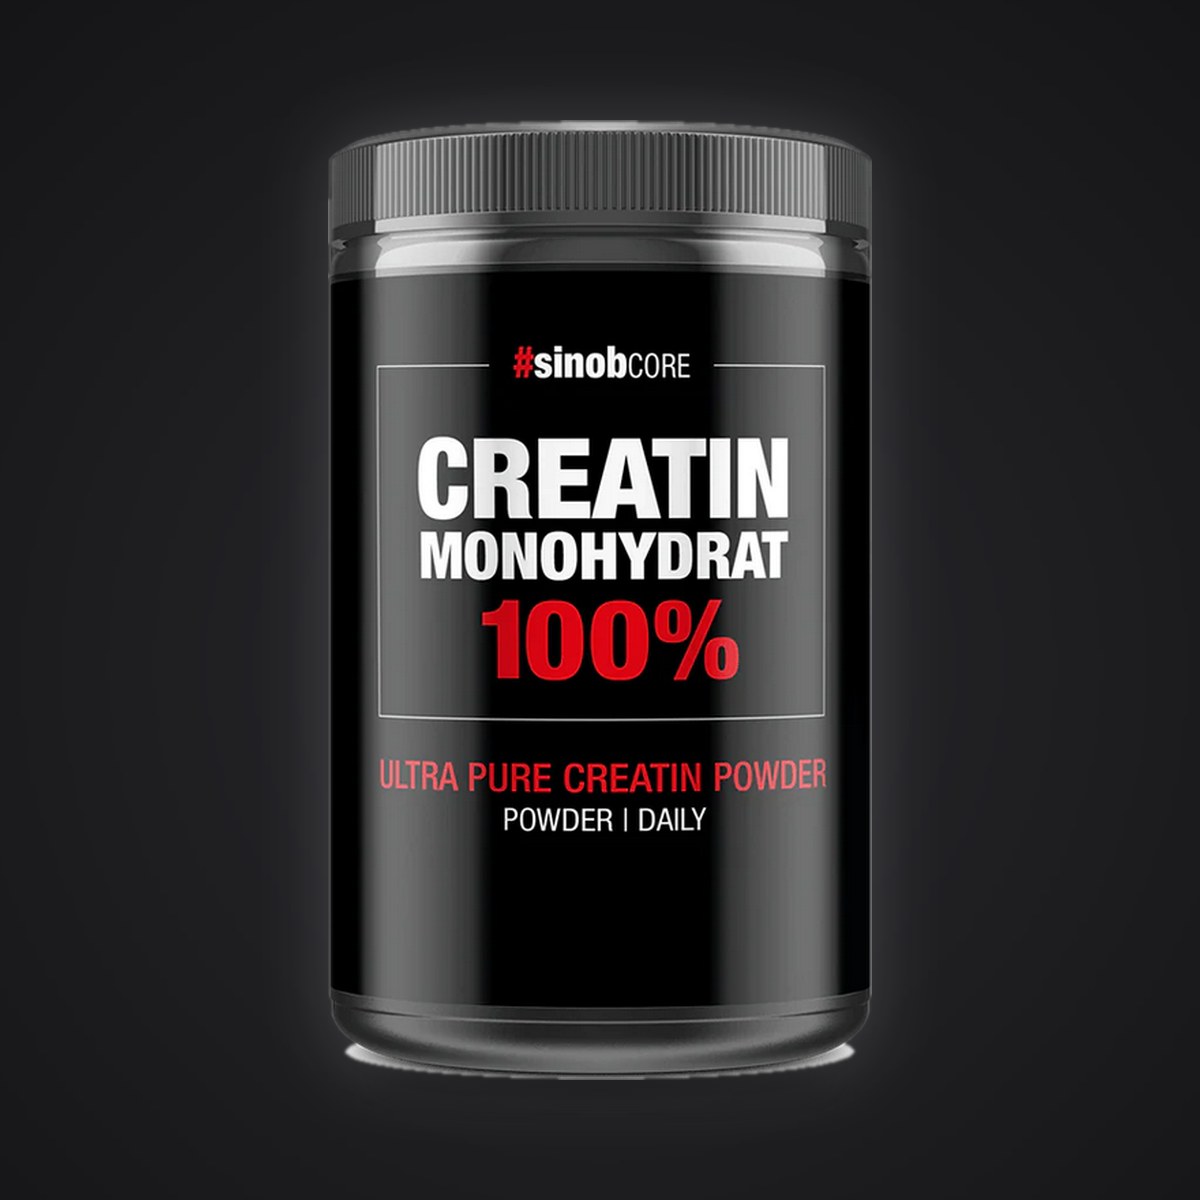 #sinobCORE
CREATIN
MONOHYDRAT
100%
ULTRA PURE CREATIN POWDER
POWDER | DAILY